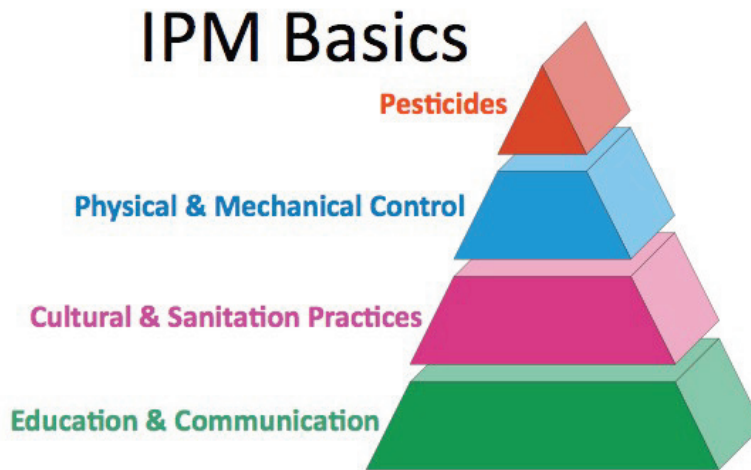 IPM Basics
Pesticides
Physical & Mechanical Control
Cultural & Sanitation Practices
Education & Communication